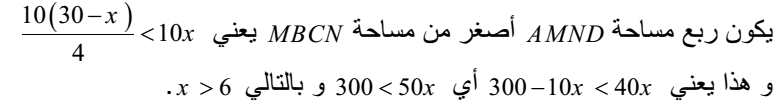 يكون ربع مساحة AMND أصغر من مساحة MBCN يعني $\frac{10(30-x)}{4}<10x$
و هذا يعني 300-10x < 40x أي 300 < 50x و بالتالي x > 6.